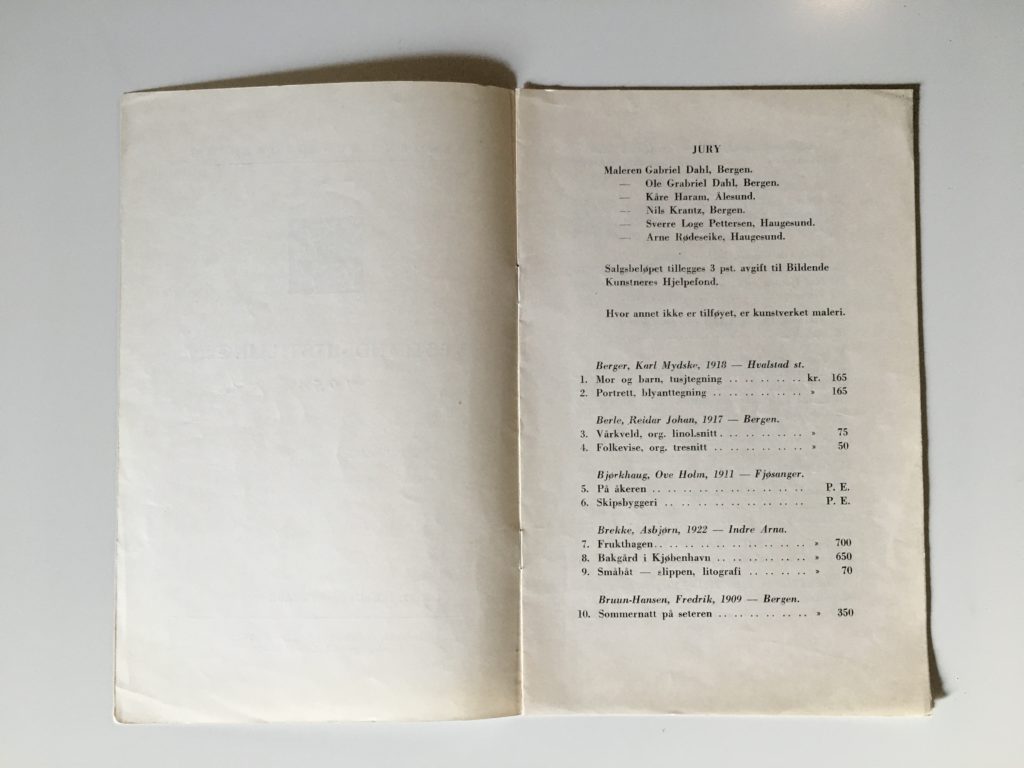 JURY
Maleren Gabriel Dahl, Bergen.
— Ole Grabriel Dahl, Bergen.
— Kåre Haram, Ålesund.
— Nils Krantz, Bergen.
— Sverre Loge Pettersen, Haugesund.
— Arne Rødeseike, Haugesund.
Salgsbeløpet tillegges 3 pst. avgift til Bildende
Kunstneres Hjelpefond.
Hvor annet ikke er tilføyet, er kunstverket maleri.
Berger, Karl Mydske, 1918 — Hvalstad st.
1. Mor og barn, tusjtegning .. .. .. .. .. kr. 165
2. Portrett, blyanttegning .. .. .. .. .. .. » 165
Berle, Reidar Johan, 1917 — Bergen.
3. Vårkveld, org. linol.snitt . .. .. .. .. .. » 75
4. Folkevise, org. tresnitt .. .. .. .. .. .. » 50
Bjørkhaug, Ove Holm, 1911 — Fjøsanger.
5. På åkeren .. .. .. .. .. .. .. .. .. .. P. E.
6. Skipsbyggeri .. .. .. .. .. .. .. .. .. P. E.
Brekke, Asbjørn, 1922 — Indre Arna.
7. Frukthagen .. .. .. .. .. .. .. .. .. .. » 700
8. Bakgård i Kjøbenhavn .. .. .. .. .. .. » 650
9. Småbåt — slippen, litografi .. .. .. .. » 70
Bruun-Hansen, Fredrik, 1909 — Bergen.
10. Sommernatt på seteren .. .. .. .. .. .. » 350